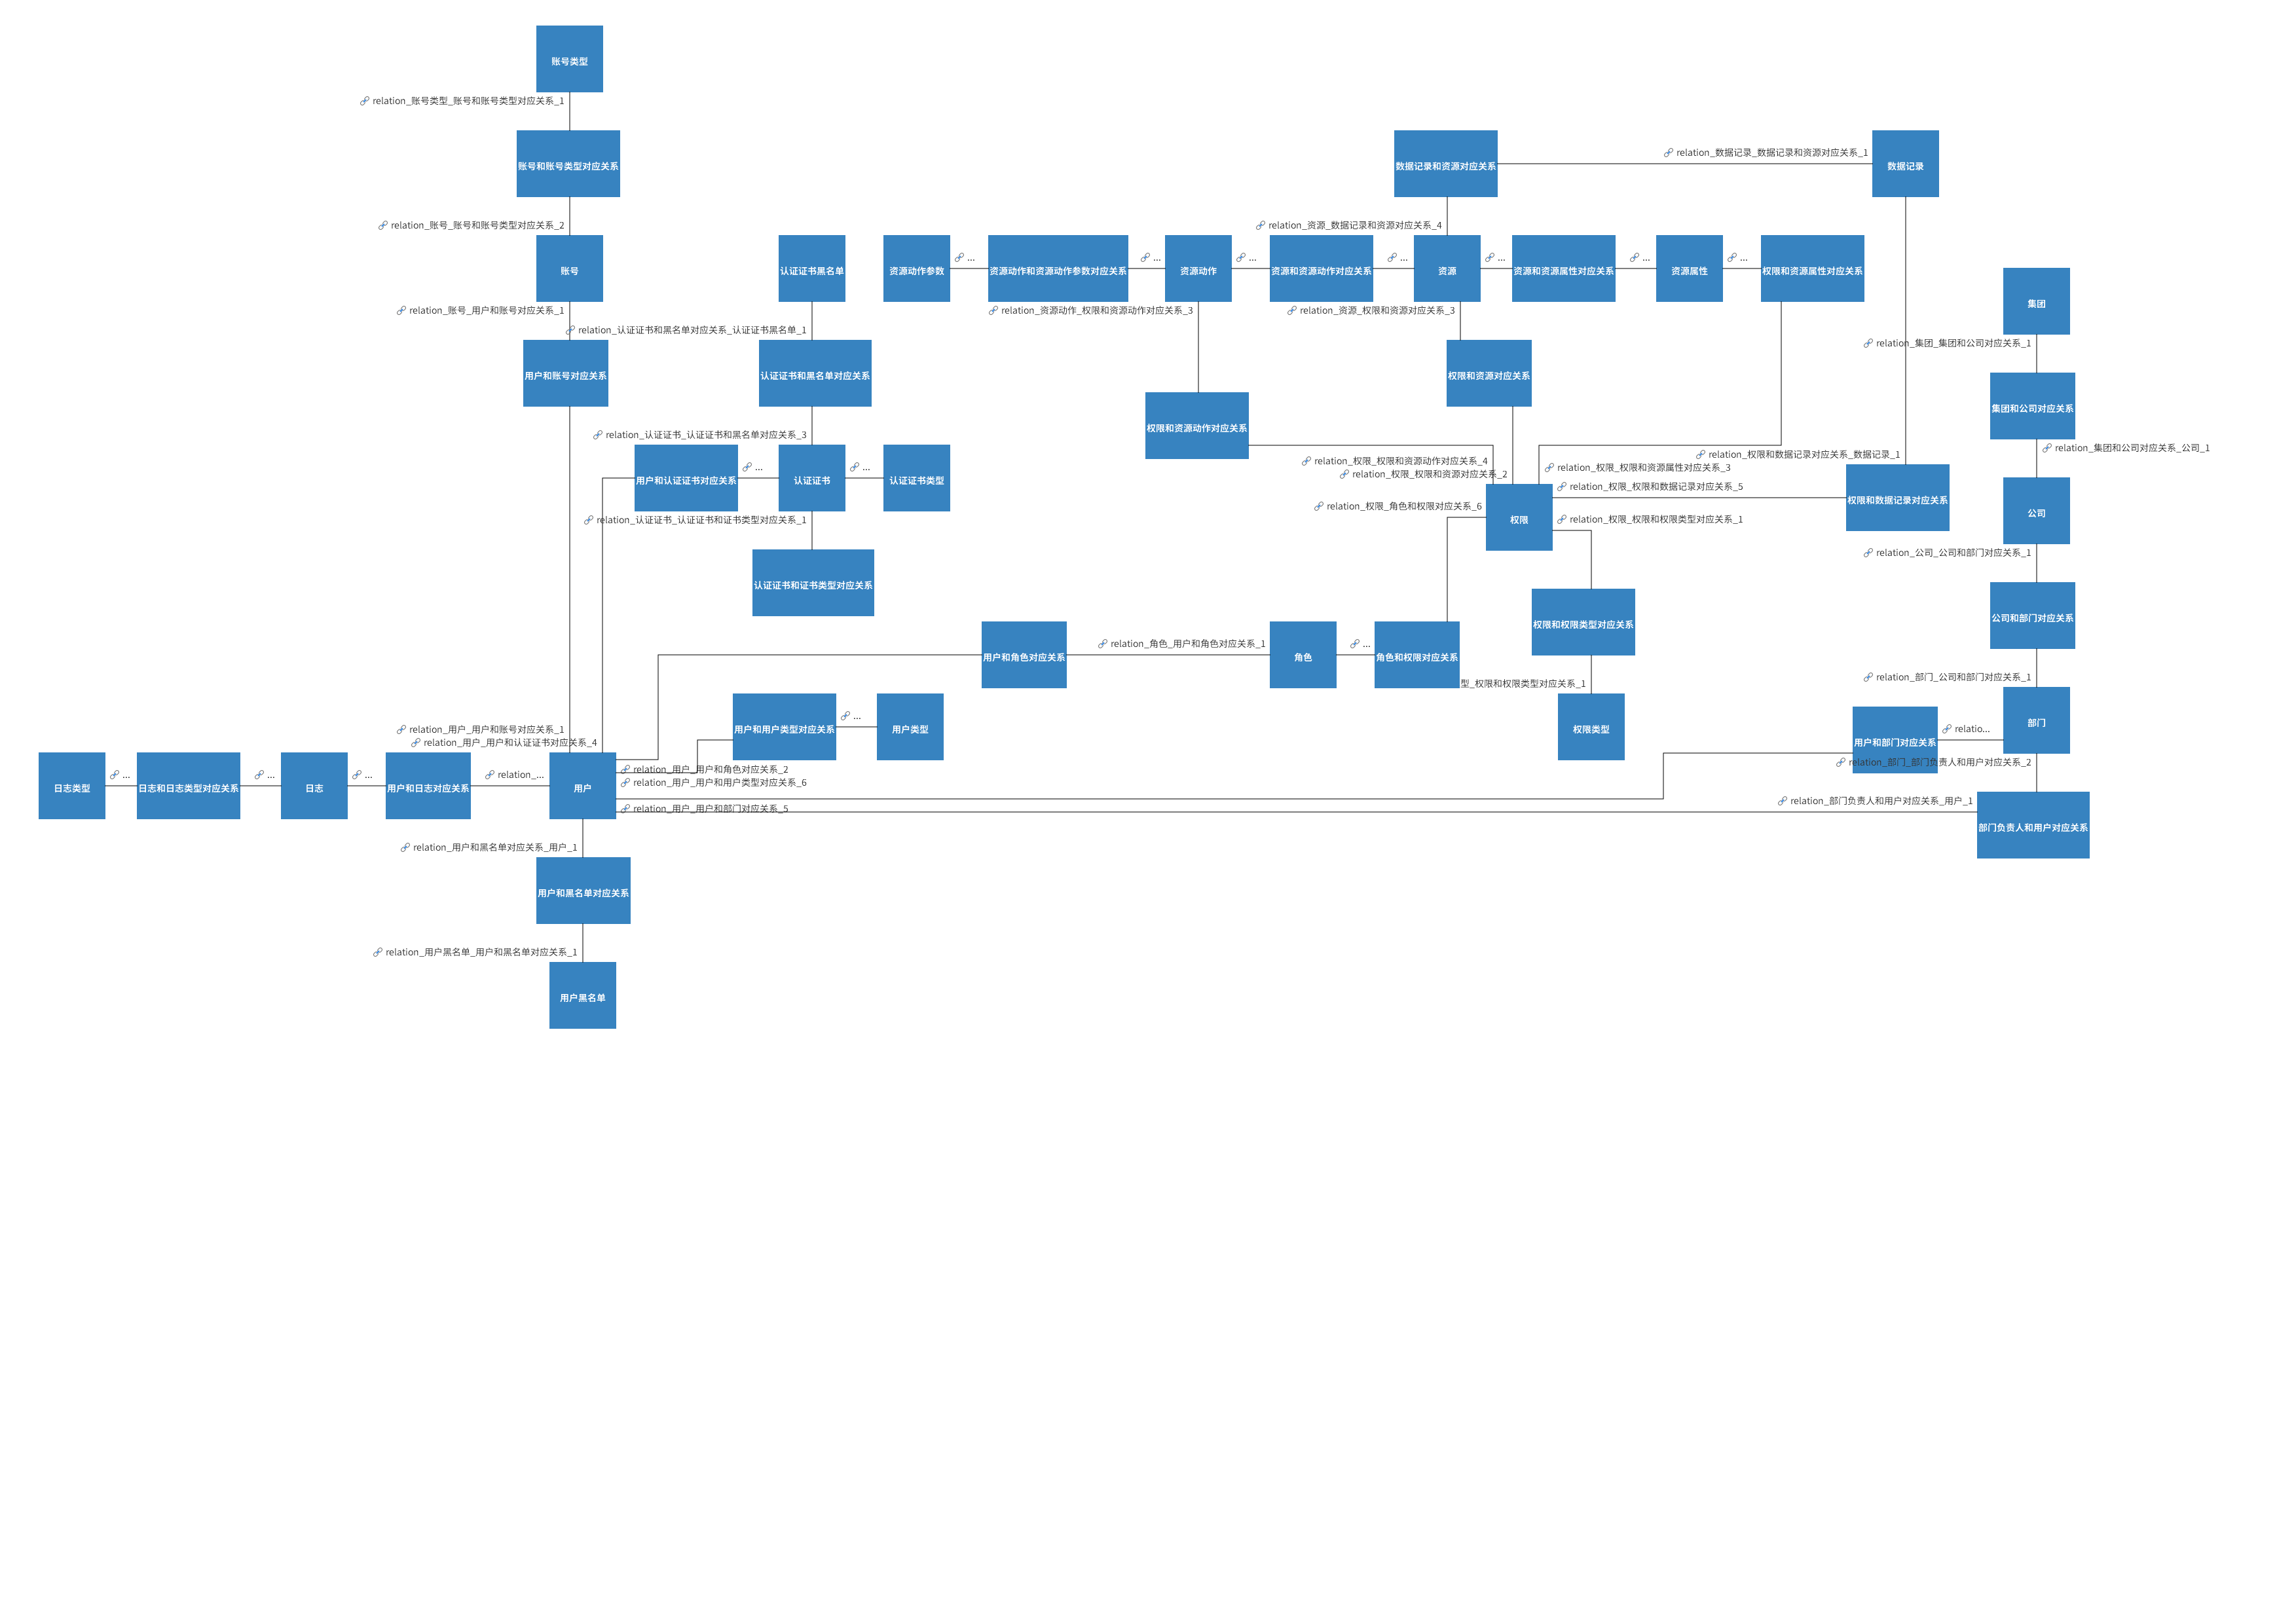 账号类型
relation_账号类型_账号和账号类型对应关系_1
账号和账号类型对应关系
数据记录和资源对应关系
relation_数据记录_数据记录和资源对应关系_1
数据记录
relation_账号_账号和账号类型对应关系_2
relation_资源_数据记录和资源对应关系_4
账号
认证证书黑名单
资源动作参数
...
资源动作和资源动作参数对应关系
...
资源动作
...
资源和资源动作对应关系
...
资源
...
资源和资源属性对应关系
...
资源属性
...
权限和资源属性对应关系
集团
relation_账号_用户和账号对应关系_1
relation_资源动作_权限和资源动作对应关系_3
relation_资源_权限和资源对应关系_3
relation_认证证书和黑名单对应关系_认证证书黑名单_1
relation_集团_集团和公司对应关系_1
用户和账号对应关系
认证证书和黑名单对应关系
权限和资源对应关系
集团和公司对应关系
权限和资源动作对应关系
relation_认证证书_认证证书和黑名单对应关系_3
relation_集团和公司对应关系_公司_1
relation_权限和数据记录对应关系_数据记录_1
relation_权限_权限和资源动作对应关系_4
relation_权限_权限和资源属性对应关系_3
relation_权限_权限和资源对应关系_2
用户和认证证书对应关系
...
认证证书
...
认证证书类型
relation_权限_权限和数据记录对应关系_5
权限和数据记录对应关系
relation_权限_角色和权限对应关系_6
公司
relation_认证证书_认证证书和证书类型对应关系_1
权限
relation_权限_权限和权限类型对应关系_1
relation_公司_公司和部门对应关系_1
认证证书和证书类型对应关系
公司和部门对应关系
权限和权限类型对应关系
relation_角色_用户和角色对应关系_1
...
用户和角色对应关系
角色
角色和权限对应关系
relation_部门_公司和部门对应关系_1
型_权限和权限类型对应关系_1
用户和用户类型对应关系
...
用户类型
权限类型
部门
relation_用户_用户和账号对应关系_1
relatio...
relation_用户_用户和认证证书对应关系_4
用户和部门对应关系
relation_部门_部门负责人和用户对应关系_2
relation_用户_用户和角色对应关系_2
relation_用户_用户和用户类型对应关系_6
日志类型
...
日志和日志类型对应关系
...
日志
...
用户和日志对应关系
relation_...
用户
relation_部门负责人和用户对应关系_用户_1
relation_用户_用户和部门对应关系_5
部门负责人和用户对应关系
relation_用户和黑名单对应关系_用户_1
用户和黑名单对应关系
relation_用户黑名单_用户和黑名单对应关系_1
用户黑名单